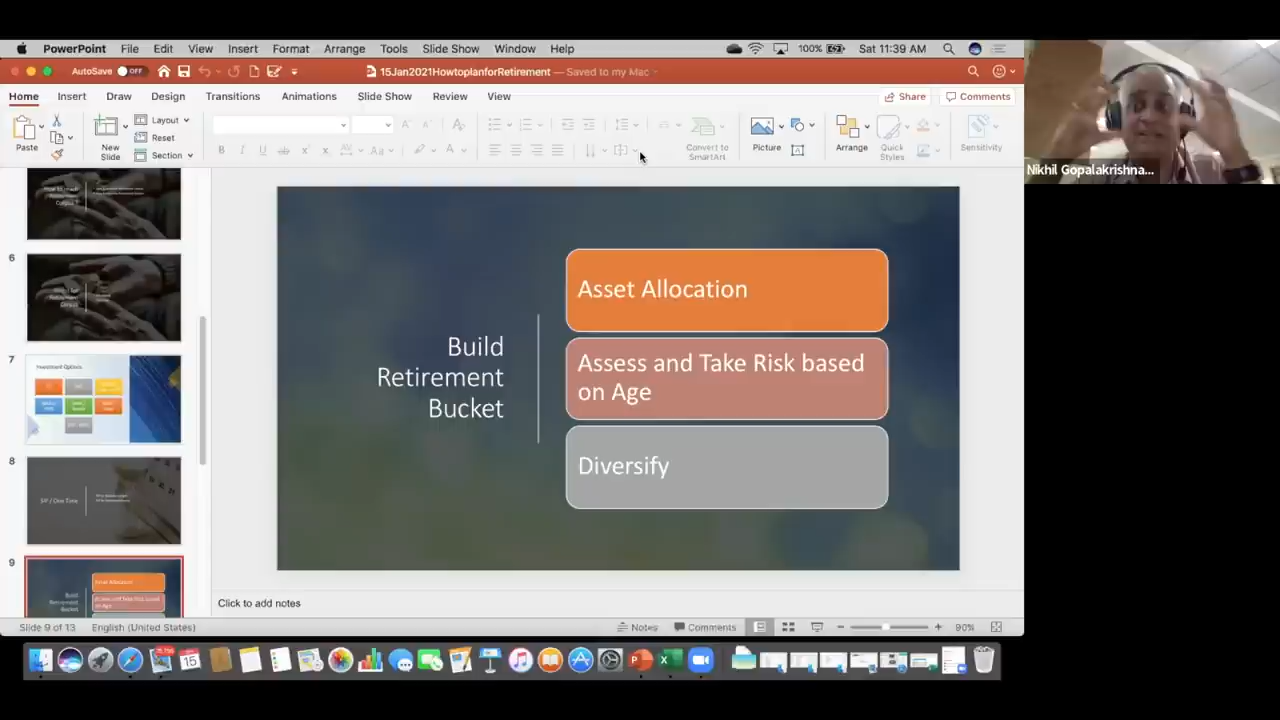 PowerPoint File Edit View Insert Format Arrange Tools Slide Show Window Help 100% Sat 11:39 AM
AutoSave OFF 15Jan2021HowtoplanforRetirement — Saved to my Mac
Home Insert Draw Design Transitions Animations Slide Show Review View Share Comments
Paste
New Slide
Layout
Reset
Section
Convert to SmartArt
Picture
Arrange
Quick Styles
Sensitivity
Nikhil Gopalakrishna...
6
7
Investment Options
8
SIP / One Time
9
Build
Retirement
Bucket
Asset Allocation
Assess and Take Risk based
on Age
Diversify
Click to add notes
Slide 9 of 13 English (United States) Notes Comments 90%
15